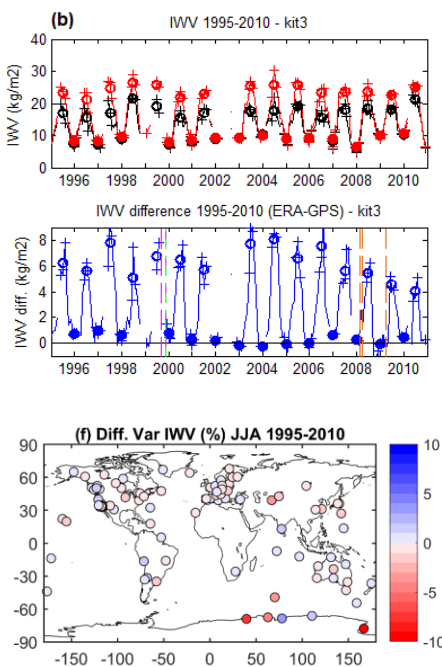 (b) IWV 1995-2010 - kit3
IWV (kg/m2)
40
30
20
10
0
1996 1998 2000 2002 2004 2006 2008 2010
IWV difference 1995-2010 (ERA-GPS) - kit3
IWV diff. (kg/m2)
8
6
4
2
0
1996 1998 2000 2002 2004 2006 2008 2010
(f) Diff. Var IWV (%) JJA 1995-2010
90
60
30
0
-30
-60
-90
-150 -100 -50 0 50 100 150
10
5
0
-5
-10